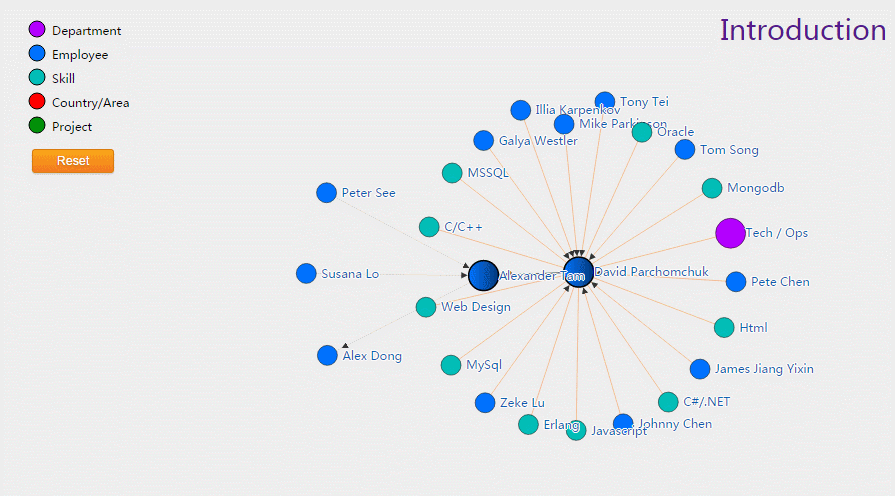 Introduction
Department
Employee
Skill
Country/Area
Project
Reset
Tony Tei
Illia Karpenkov
Mike Parkinson
Oracle
Galya Westler
Tom Song
MSSQL
Mongodb
Peter See
C/C++
Tech / Ops
Susana Lo
Alexander Tam
David Parchomchuk
Pete Chen
Web Design
Html
Alex Dong
MySql
James Jiang Yixin
Zeke Lu
C#/.NET
Erlang
Javascript
Johnny Chen